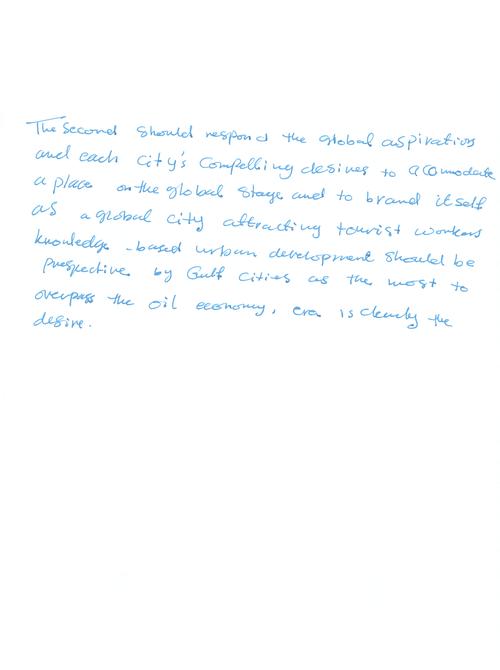 The Second should respond the global aspirations
and each city's compelling desires to acomodate
a place on the global stage and to brand itself
as a global city attracting tourist workers
knowledge-based urban development should be
perspective by Gulf cities as the most to
overpass the oil economy, era is clearly the
desire.